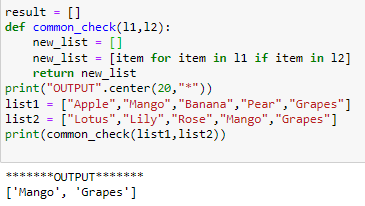 result = []
def common_check(l1,l2):
    new_list = []
    new_list = [item for item in l1 if item in l2]
    return new_list
print("OUTPUT".center(20,"*"))
list1 = ["Apple","Mango","Banana","Pear","Grapes"]
list2 = ["Lotus","Lily","Rose","Mango","Grapes"]
print(common_check(list1,list2))
*******OUTPUT*******
['Mango', 'Grapes']